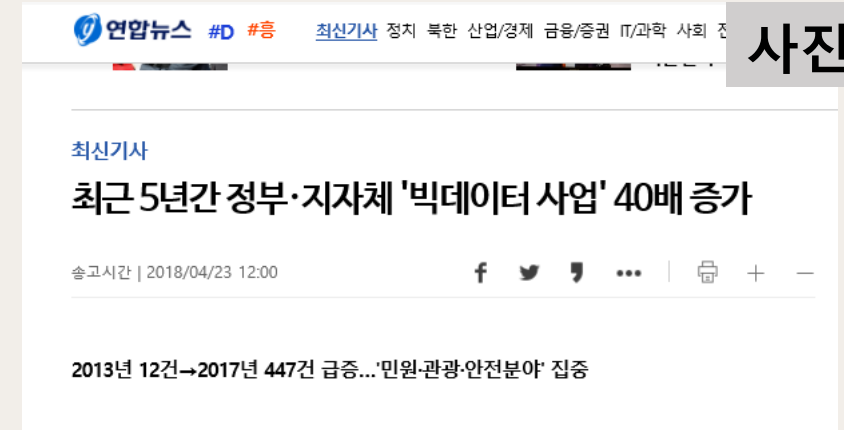 연합뉴스 #D #흥 최신기사 정치 북한 산업/경제 금융/증권 IT/과학 사회
사진
최신기사
최근 5년간 정부·지자체 '빅데이터 사업' 40배 증가
송고시간 | 2018/04/23 12:00
2013년 12건→2017년 447건 급증...'민원·관광·안전분야' 집중